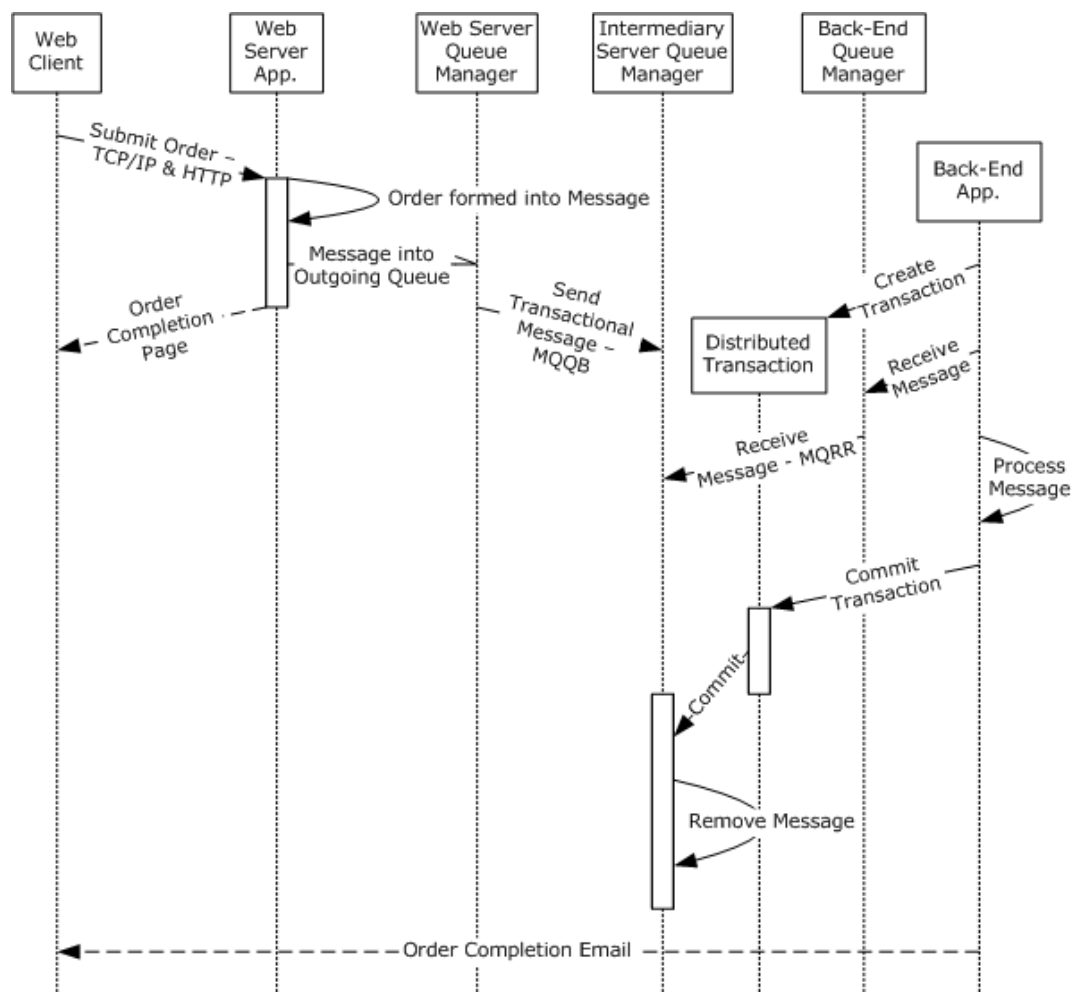 Web
Client
Web
Server
App.
Web Server
Queue
Manager
Intermediary
Server Queue
Manager
Back-End
Queue
Manager
Submit Order –
TCP/IP & HTTP
Back-End
App.
Order formed into Message
Message into
Outgoing Queue
Create
Transaction
Order
Completion
Page
Send
Transactional
Message –
MQQB
Distributed
Transaction
Receive
Message
Receive
Message - MQRR
Process
Message
Commit
Transaction
Commit
Remove Message
Order Completion Email